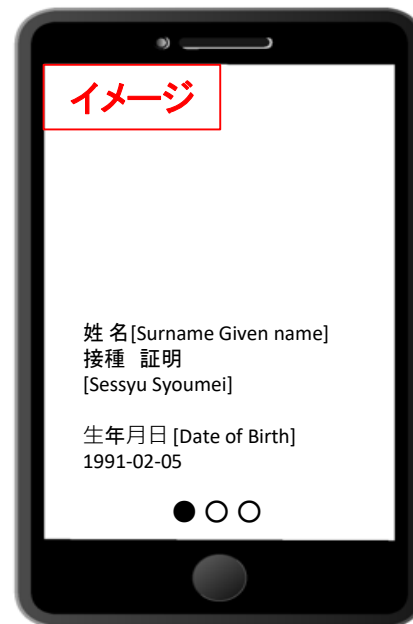 イメージ
姓 名[Surname Given name]
接種 証明
[Sessyu Syoumei]
生年月日 [Date of Birth]
1991-02-05